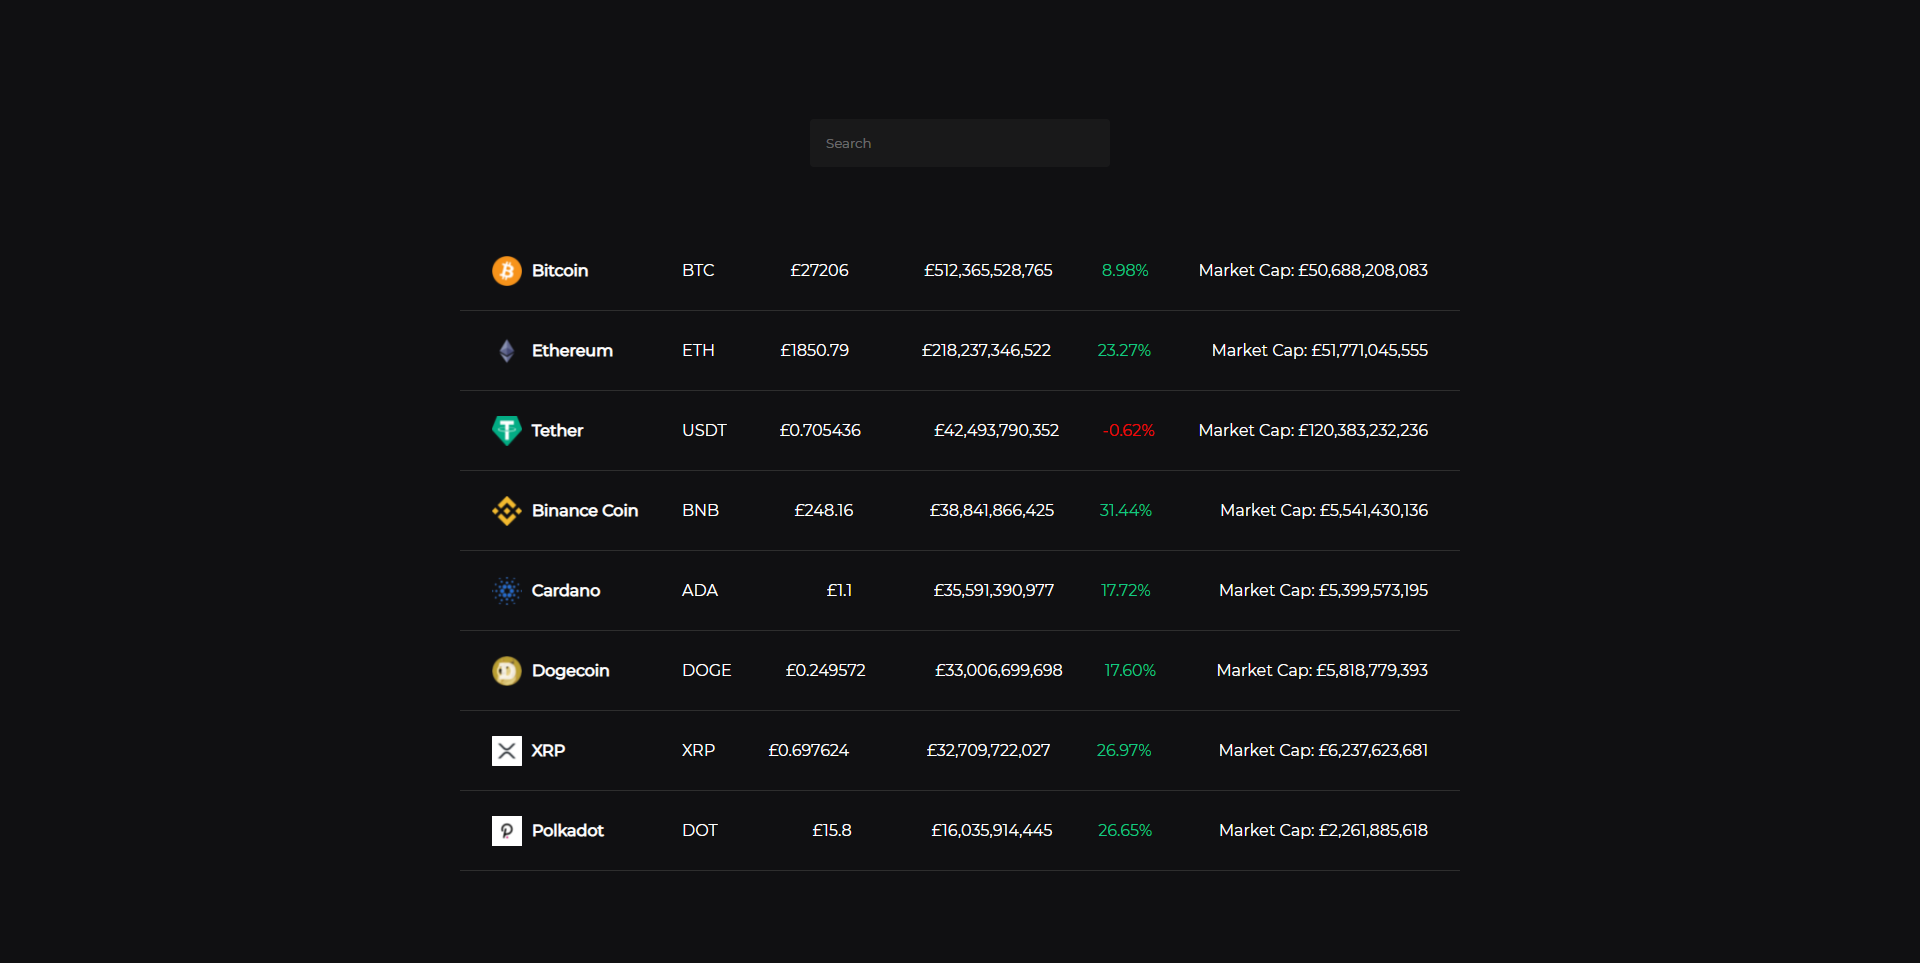 Search
Bitcoin BTC £27206 £512,365,528,765 8.98% Market Cap: £50,688,208,083
Ethereum ETH £1850.79 £218,237,346,522 23.27% Market Cap: £51,771,045,555
Tether USDT £0.705436 £42,493,790,352 -0.62% Market Cap: £120,383,232,236
Binance Coin BNB £248.16 £38,841,866,425 31.44% Market Cap: £5,541,430,136
Cardano ADA £1.1 £35,591,390,977 17.72% Market Cap: £5,399,573,195
Dogecoin DOGE £0.249572 £33,006,699,698 17.60% Market Cap: £5,818,779,393
XRP XRP £0.697624 £32,709,722,027 26.97% Market Cap: £6,237,623,681
Polkadot DOT £15.8 £16,035,914,445 26.65% Market Cap: £2,261,885,618